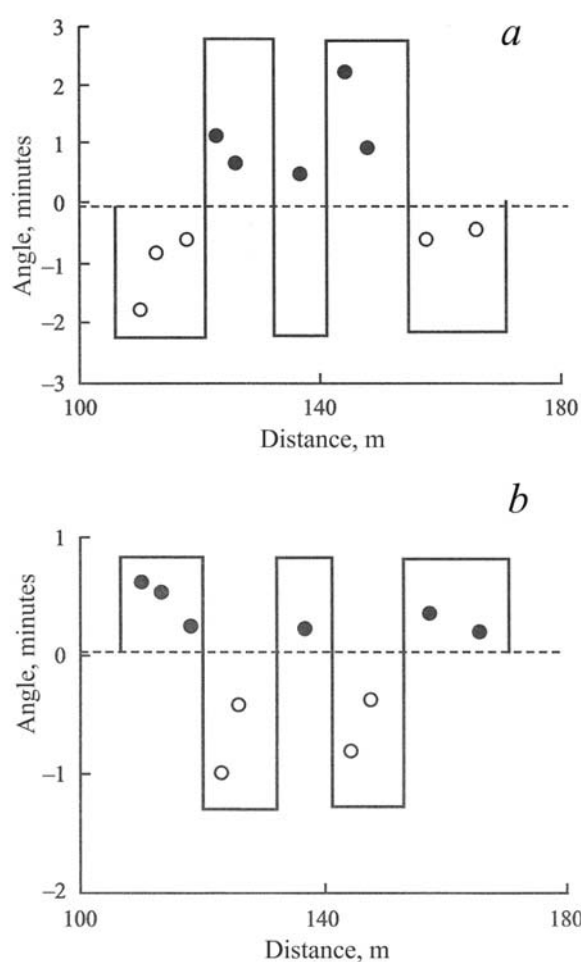 a
3
2
1
0
–1
–2
–3
Angle, minutes
100
140
180
Distance, m
b
1
0
–1
–2
Angle, minutes
100
140
180
Distance, m